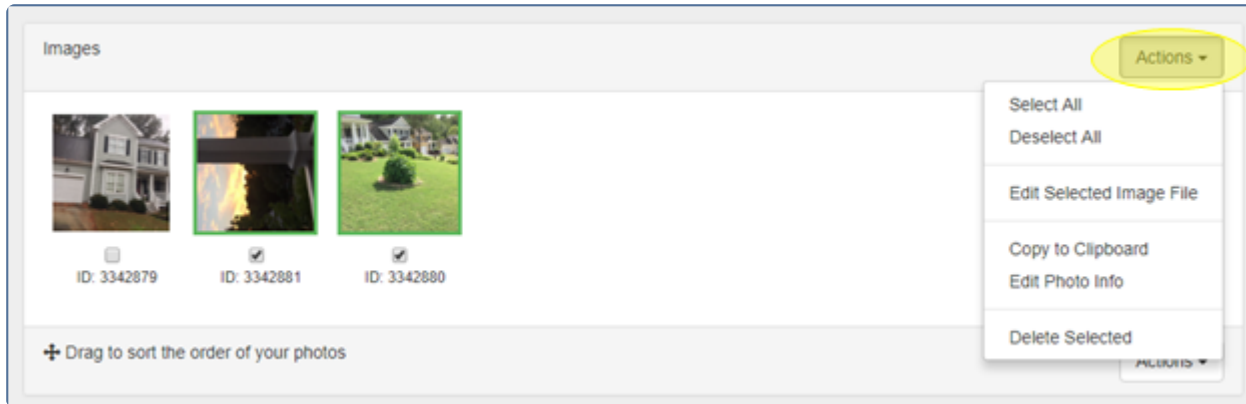 Images
Actions
Select All
Deselect All
Edit Selected Image File
Copy to Clipboard
Edit Photo Info
Delete Selected
ID: 3342879
ID: 3342881
ID: 3342880
Drag to sort the order of your photos
Actions